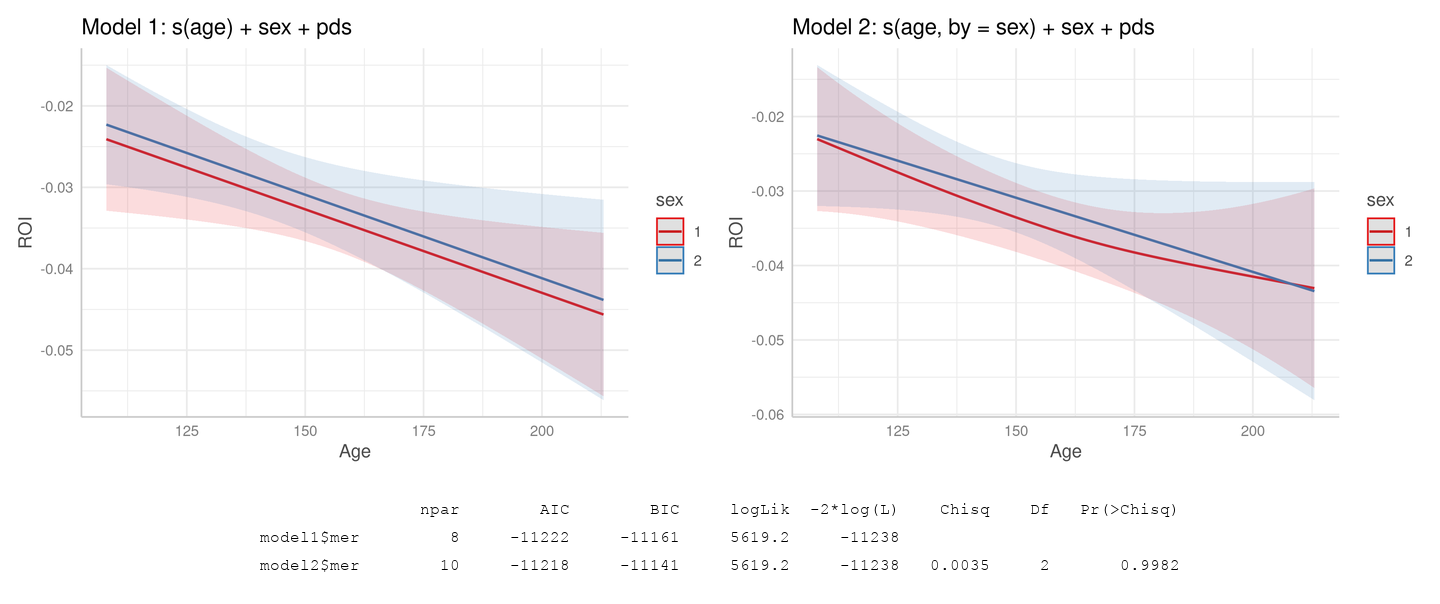 Model 1: s(age) + sex + pds
-0.02
-0.03
-0.04
-0.05
ROI
125 150 175 200
Age
sex
1
2
Model 2: s(age, by = sex) + sex + pds
-0.02
-0.03
-0.04
-0.05
-0.06
ROI
125 150 175 200
Age
sex
1
2
npar AIC BIC logLik -2*log(L) Chisq Df Pr(>Chisq)
model1$mer 8 -11222 -11161 5619.2 -11238
model2$mer 10 -11218 -11141 5619.2 -11238 0.0035 2 0.9982